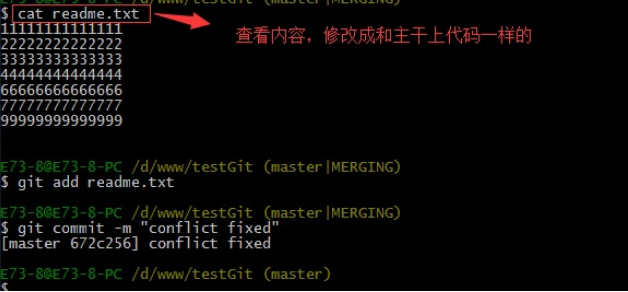 $ cat readme.txt
查看内容，修改成和主干上代码一样的
11111111111111
22222222222222
33333333333333
44444444444444
66666666666666
77777777777777
99999999999999
E73-8@E73-8-PC /d/www/testGit (master|MERGING)
$ git add readme.txt
E73-8@E73-8-PC /d/www/testGit (master|MERGING)
$ git commit -m "conflict fixed"
[master 672c256] conflict fixed
E73-8@E73-8-PC /d/www/testGit (master)
$